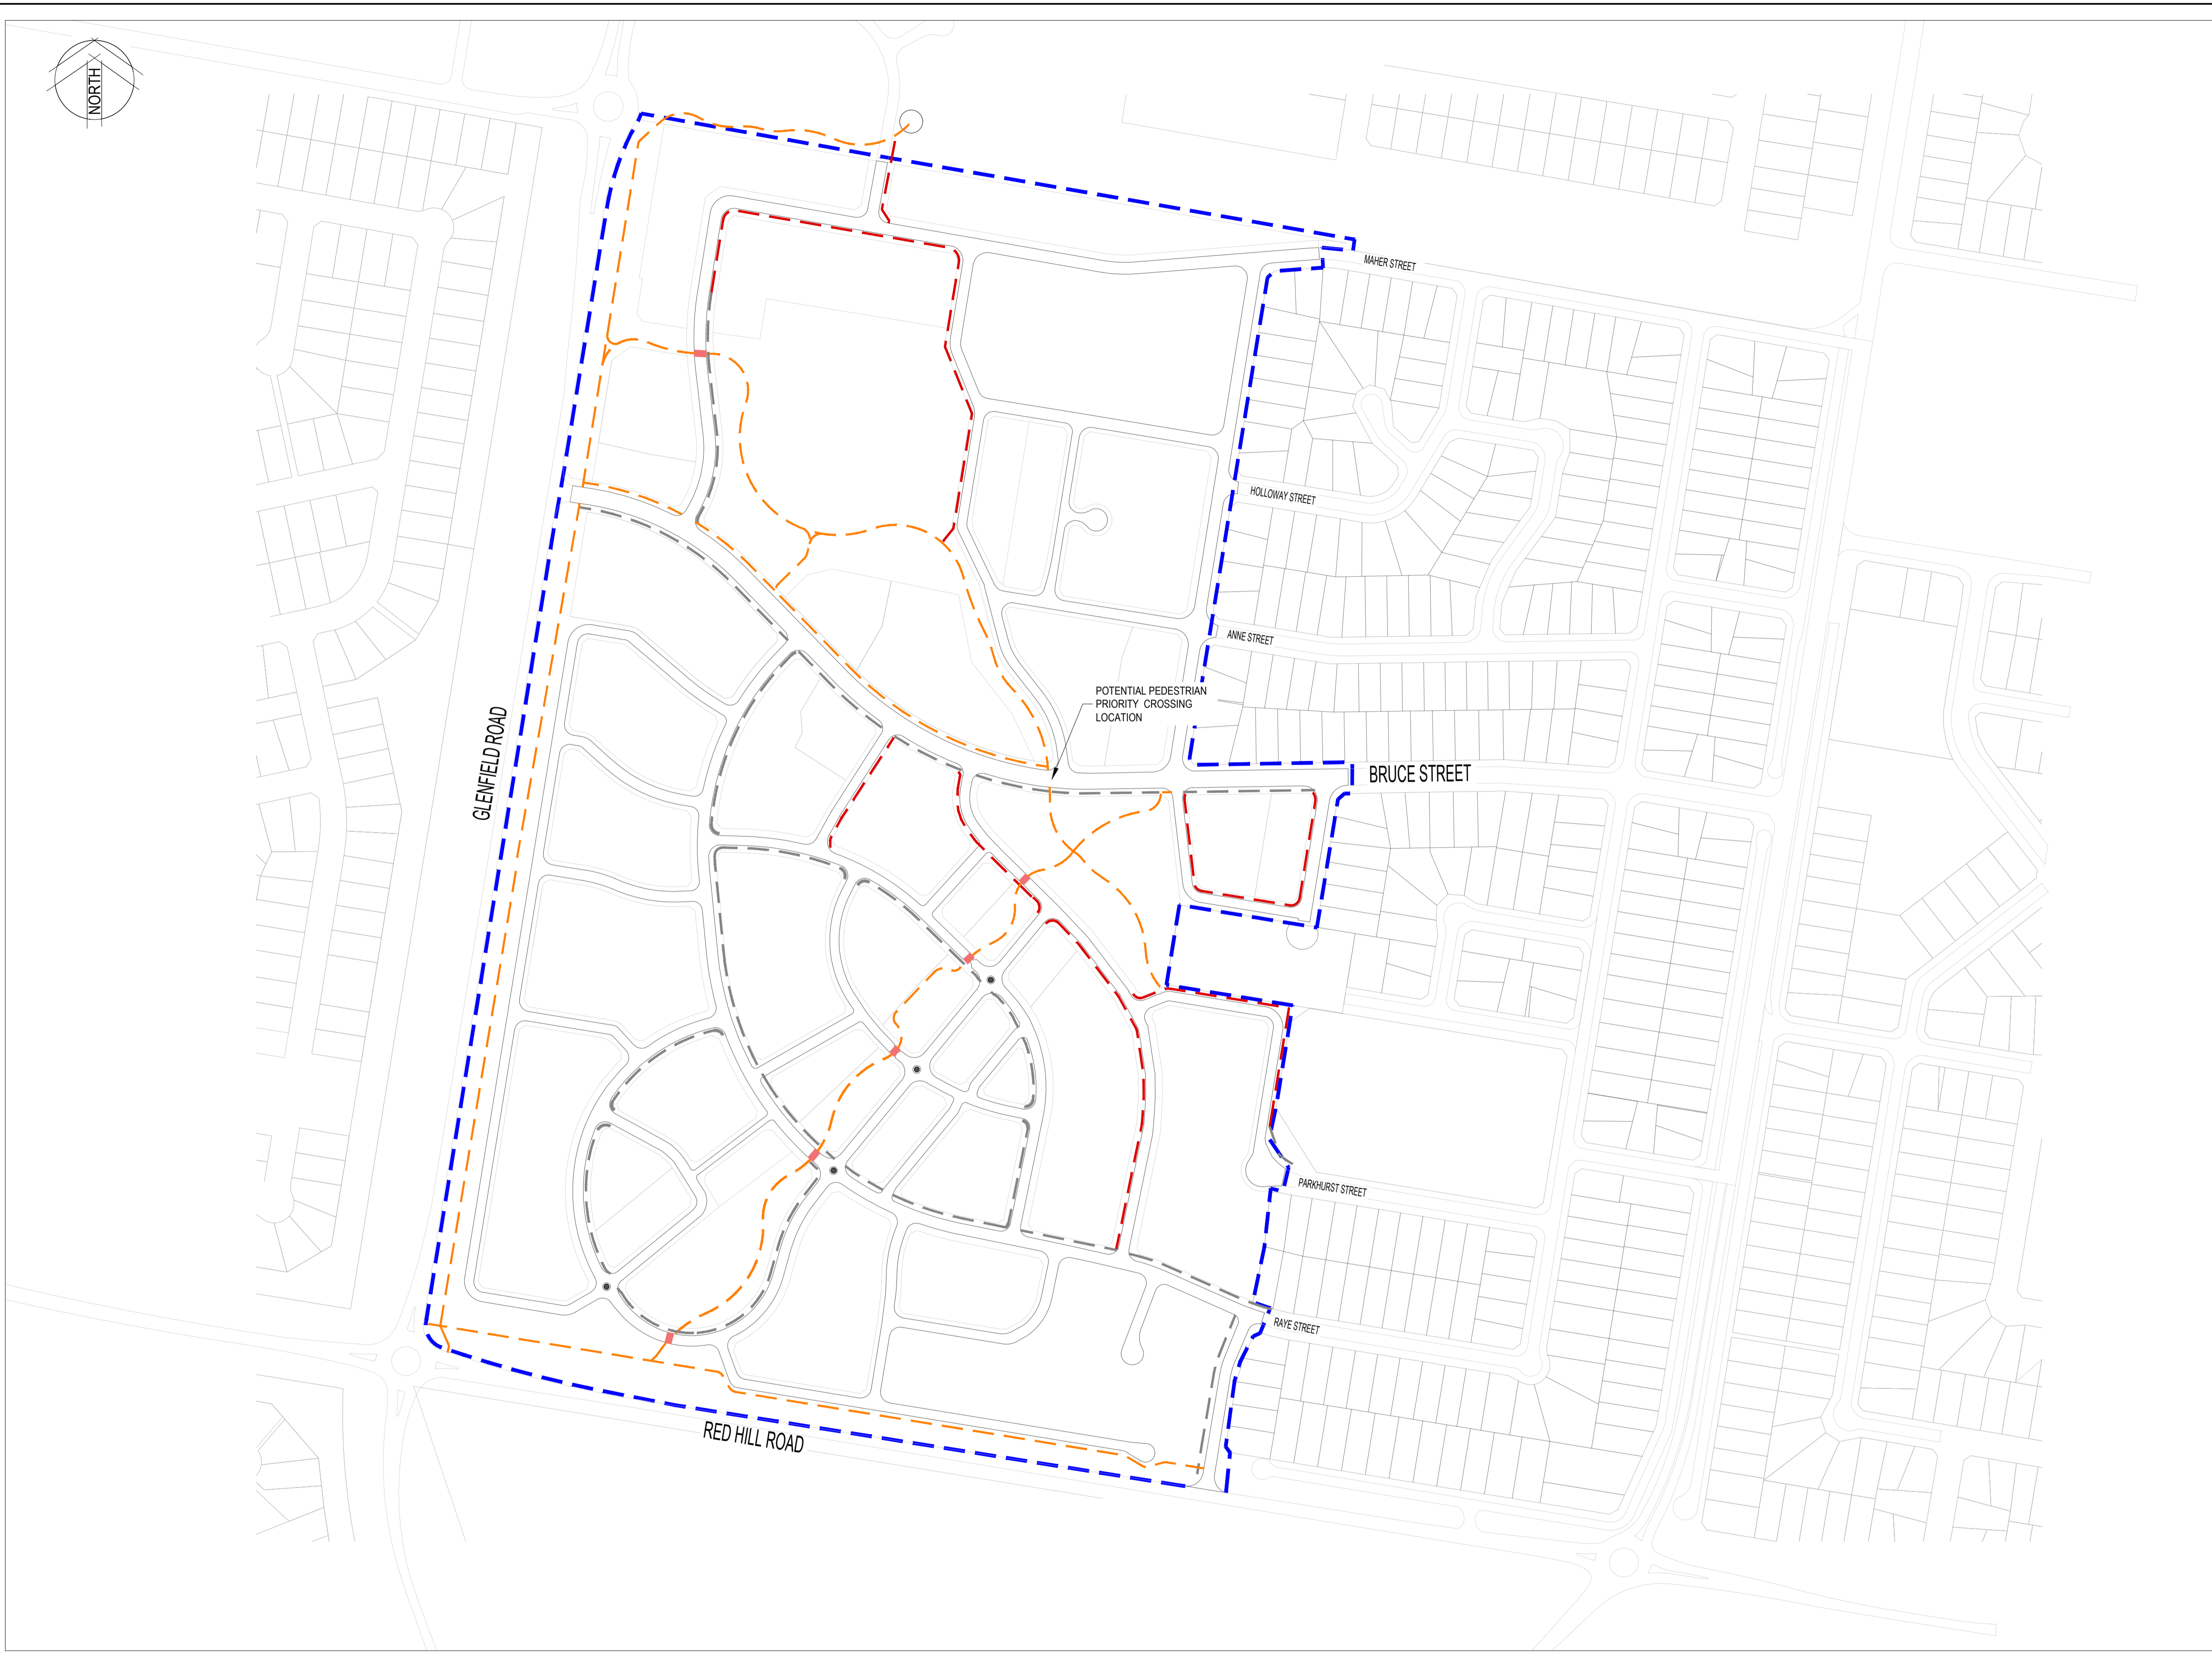 NORTH
MAHER STREET
HOLLOWAY STREET
ANNE STREET
POTENTIAL PEDESTRIAN
PRIORITY CROSSING
LOCATION
GLENFIELD ROAD
BRUCE STREET
PARKHURST STREET
RAYE STREET
RED HILL ROAD